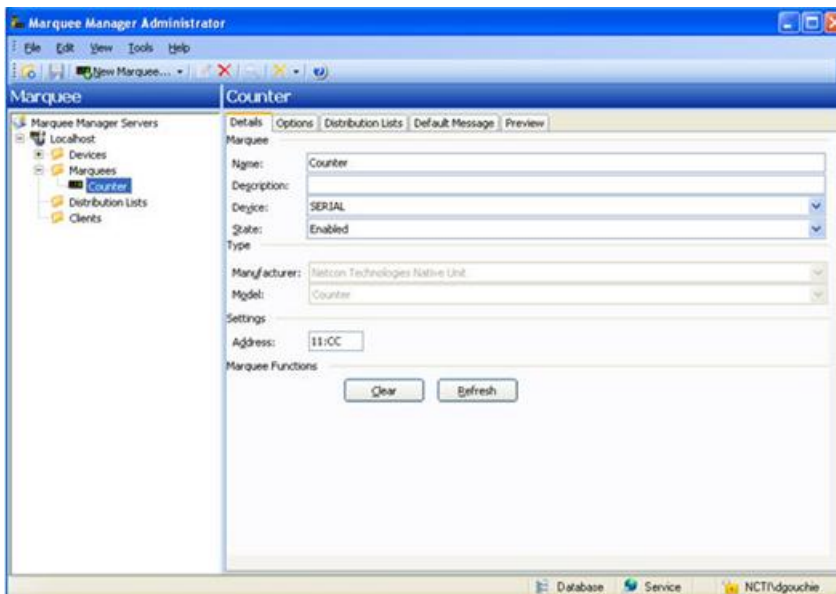 Marquee Manager Administrator
File Edit View Tools Help
New Marquee...
Marquee
Counter
Marquee Manager Servers
Localhost
Devices
Marquees
Counter
Distribution Lists
Clients
Details Options Distribution Lists Default Message Preview
Marquee
Name: Counter
Description:
Device: SERIAL
State: Enabled
Type
Manufacturer: Netcon Technologies Native Unit
Model: Counter
Settings
Address: 11:CC
Marquee Functions
Clear Refresh
Database Service NCTI\dgouchie